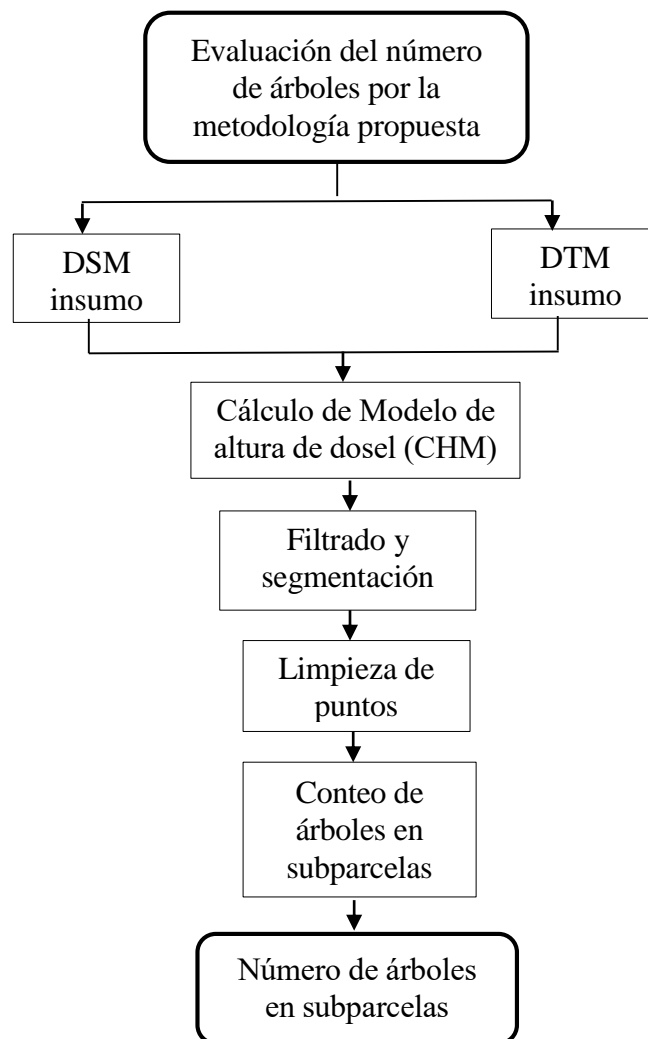 Evaluación del número
de árboles por la
metodología propuesta
DSM
insumo
DTM
insumo
Cálculo de Modelo de
altura de dosel (CHM)
Filtrado y
segmentación
Limpieza de
puntos
Conteo de
árboles en
subparcelas
Número de árboles
en subparcelas